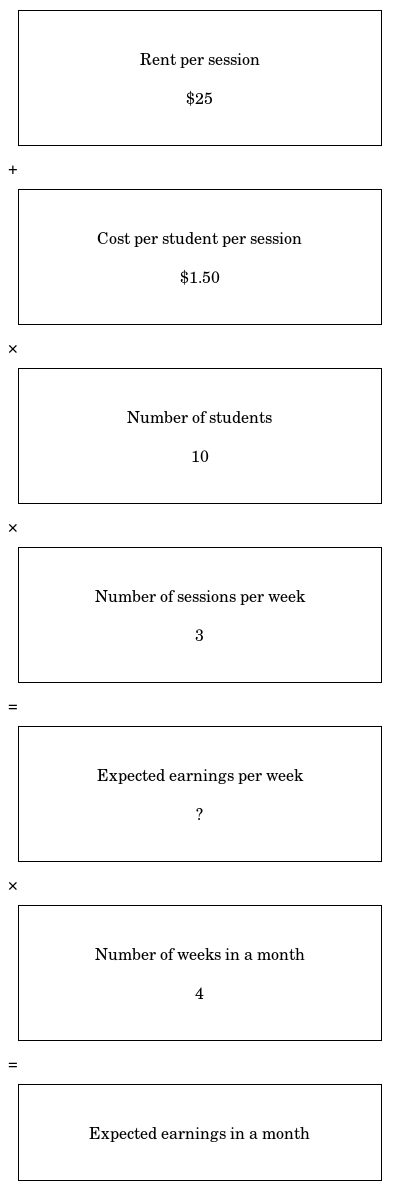 Rent per session
$25
+
Cost per student per session
$1.50
×
Number of students
10
×
Number of sessions per week
3
=
Expected earnings per week
?
×
Number of weeks in a month
4
=
Expected earnings in a month